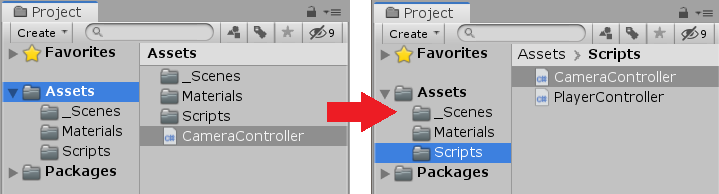 Project
Create
9
Favorites
Assets
_Scenes
Materials
Scripts
Packages
Assets
_Scenes
Materials
Scripts
CameraController
Project
Create
9
Favorites
Assets
_Scenes
Materials
Scripts
Packages
Assets > Scripts
CameraController
PlayerController